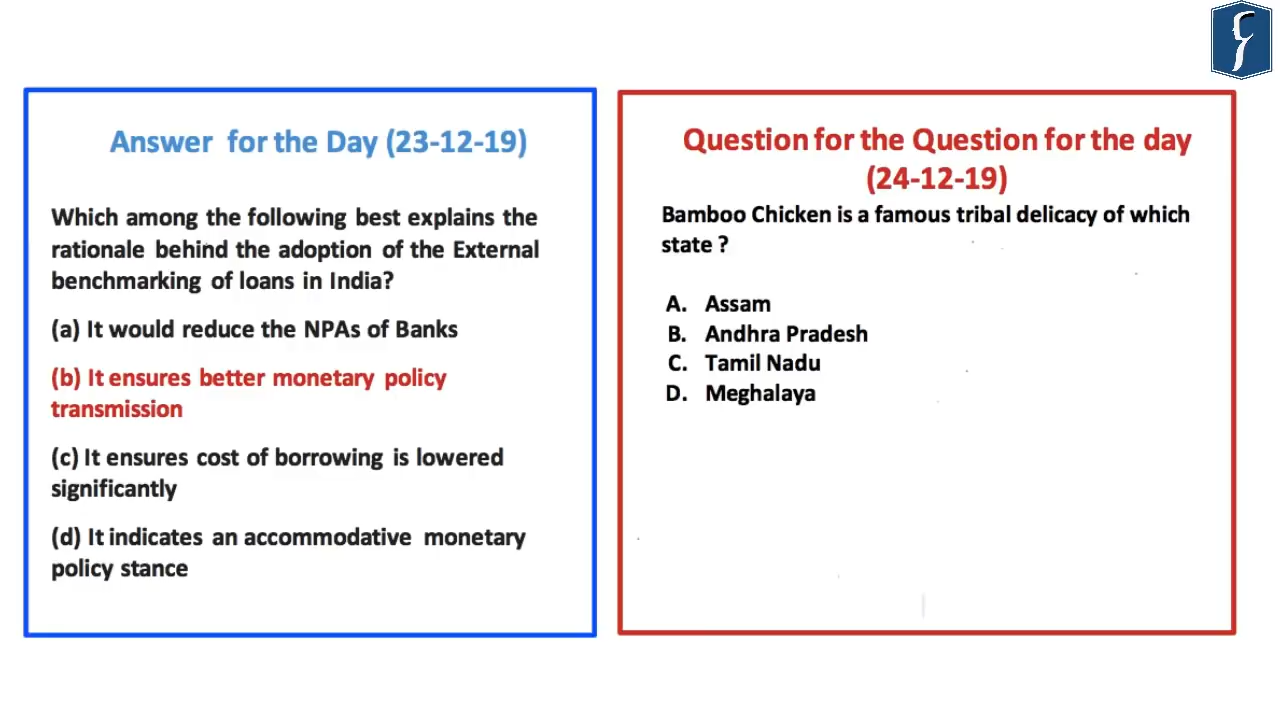 Answer for the Day (23-12-19)
Which among the following best explains the
rationale behind the adoption of the External
benchmarking of loans in India?
(a) It would reduce the NPAs of Banks
(b) It ensures better monetary policy
transmission
(c) It ensures cost of borrowing is lowered
significantly
(d) It indicates an accommodative monetary
policy stance
Question for the Question for the day
(24-12-19)
Bamboo Chicken is a famous tribal delicacy of which
state ?
A. Assam
B. Andhra Pradesh
C. Tamil Nadu
D. Meghalaya